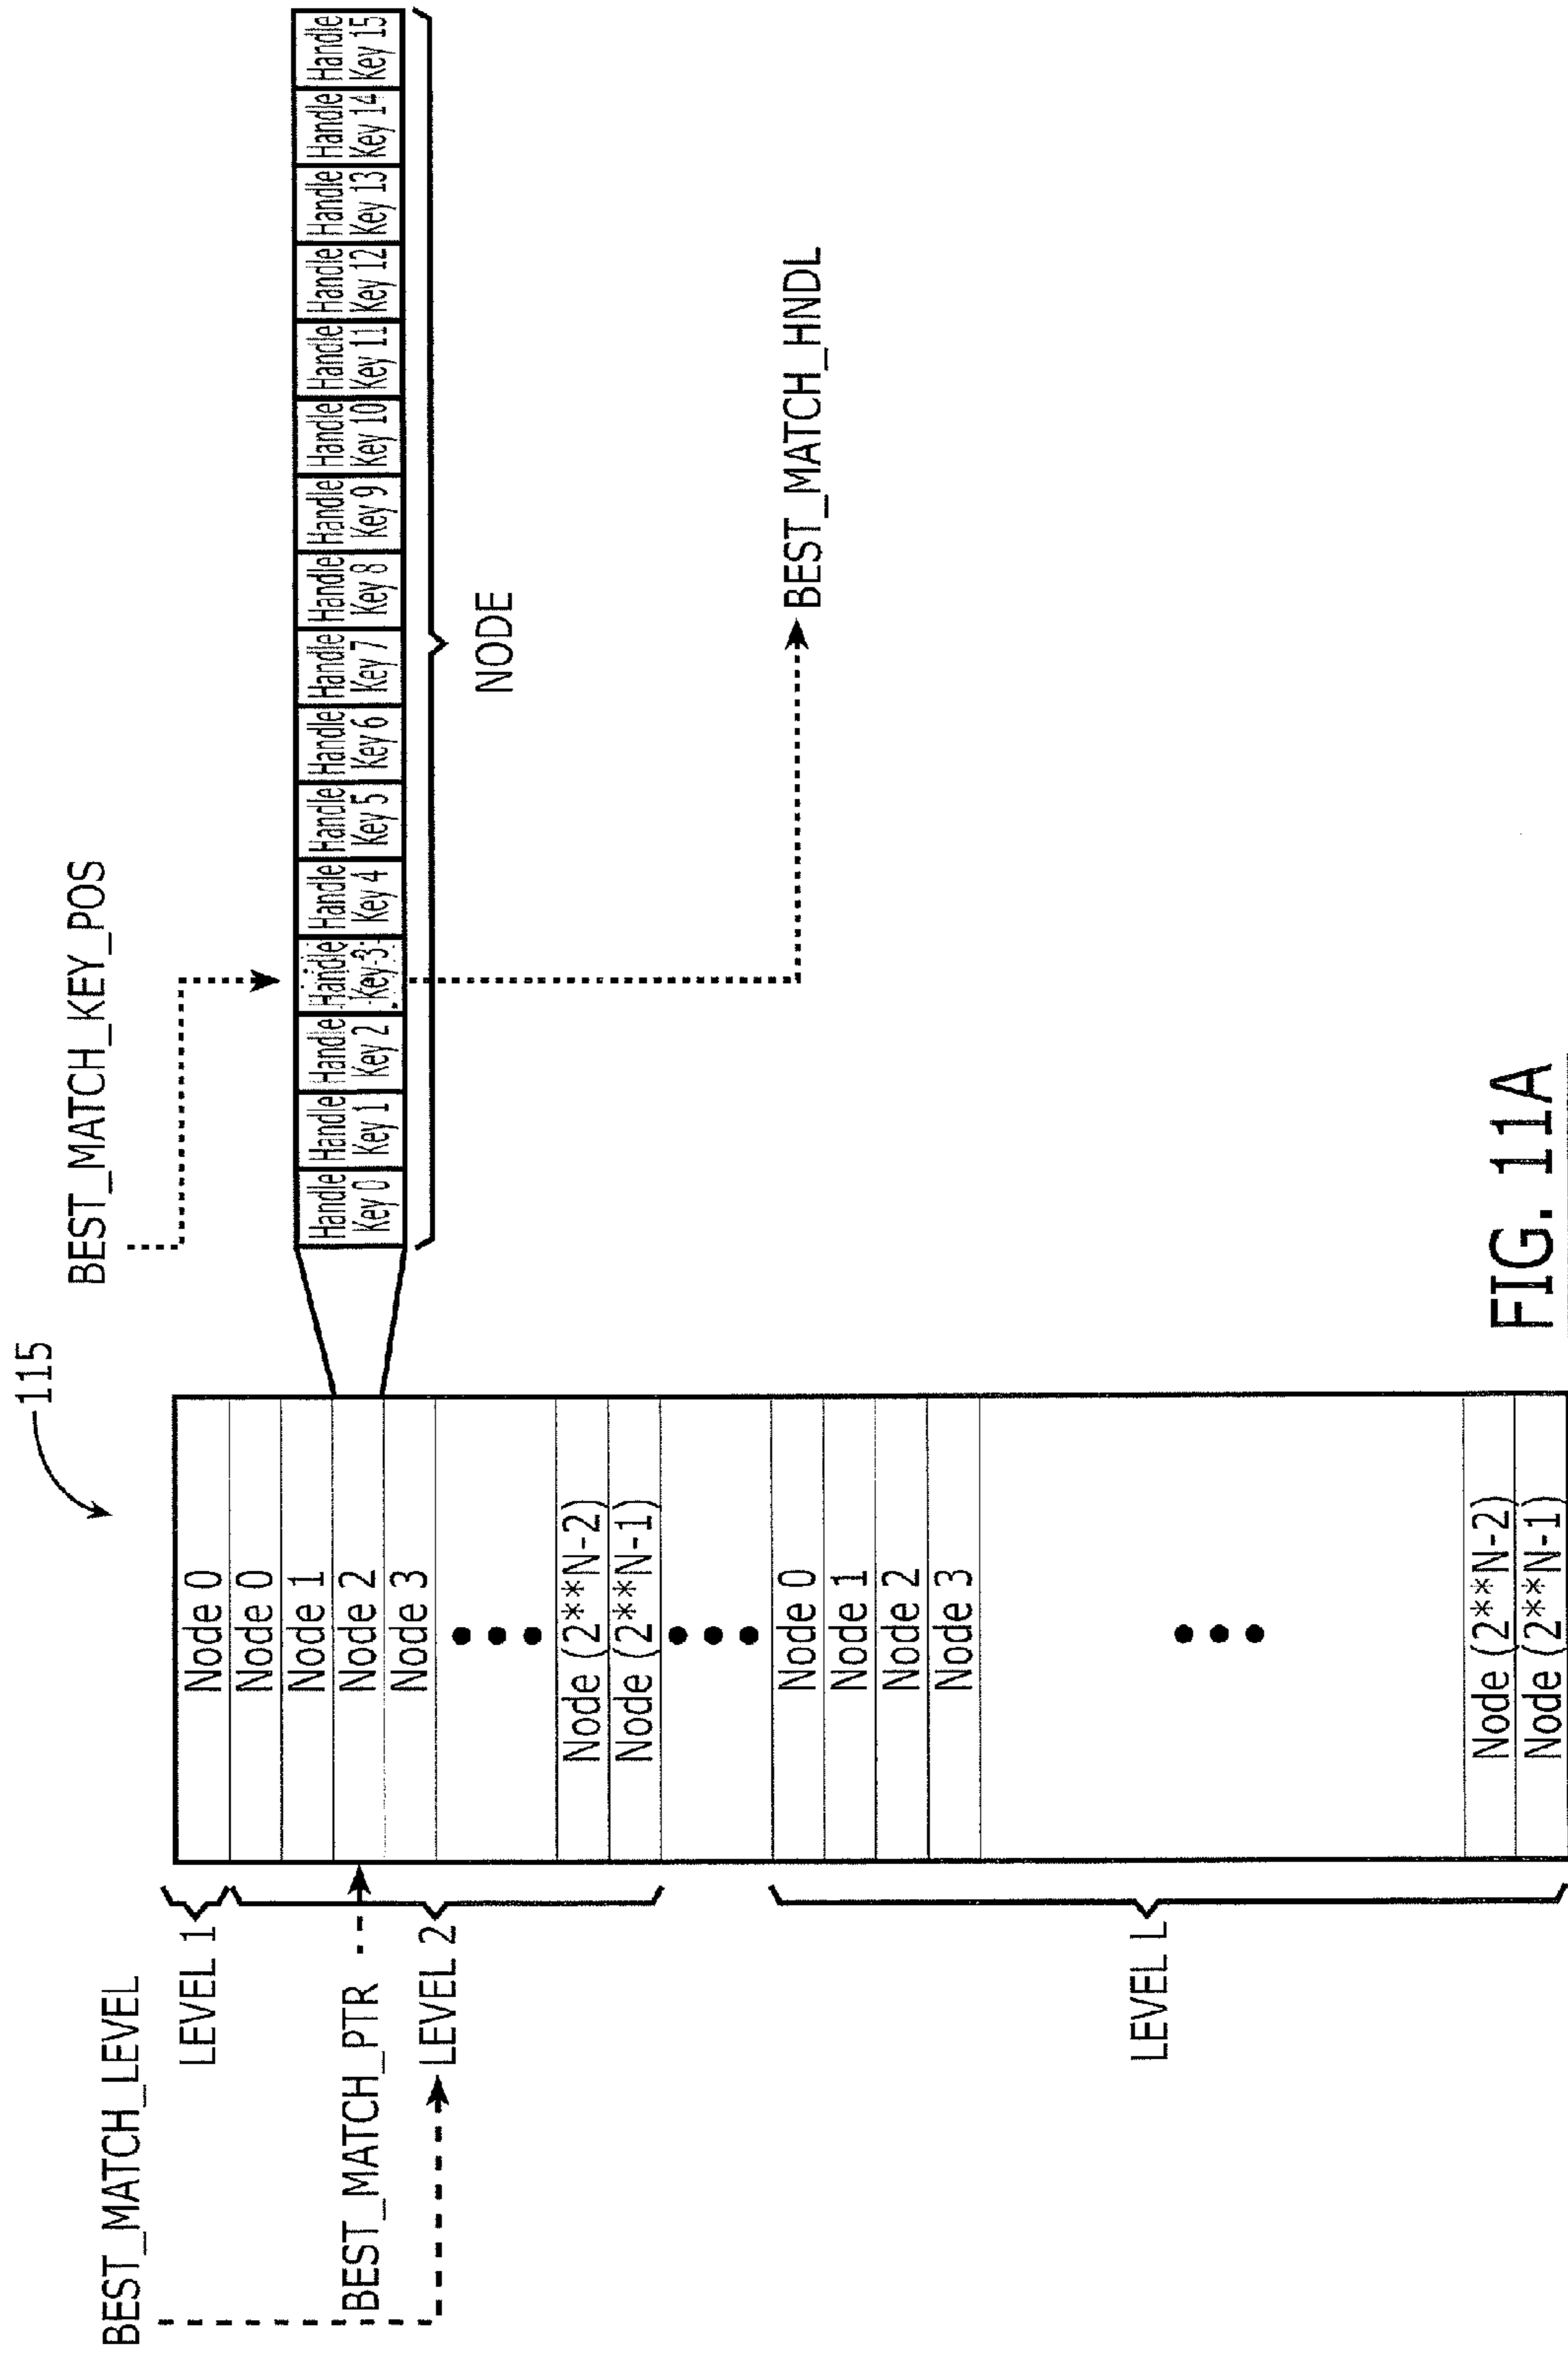 115
BEST_MATCH_LEVEL
LEVEL 1
BEST_MATCH_PTR
LEVEL 2
LEVEL L
Node 0
Node 0
Node 1
Node 2
Node 3
Node (2**N-2)
Node (2**N-1)
Node 0
Node 1
Node 2
Node 3
Node (2**N-2)
Node (2**N-1)
BEST_MATCH_KEY_POS
Handle Handle Handle Handle Handle Handle Handle Handle Handle Handle Handle Handle Handle Handle Handle Handle
Key 0 Key 1 Key 2 Key 3 Key 4 Key 5 Key 6 Key 7 Key 8 Key 9 Key 10 Key 11 Key 12 Key 13 Key 14 Key 15
NODE
BEST_MATCH_HNDL
FIG. 11A